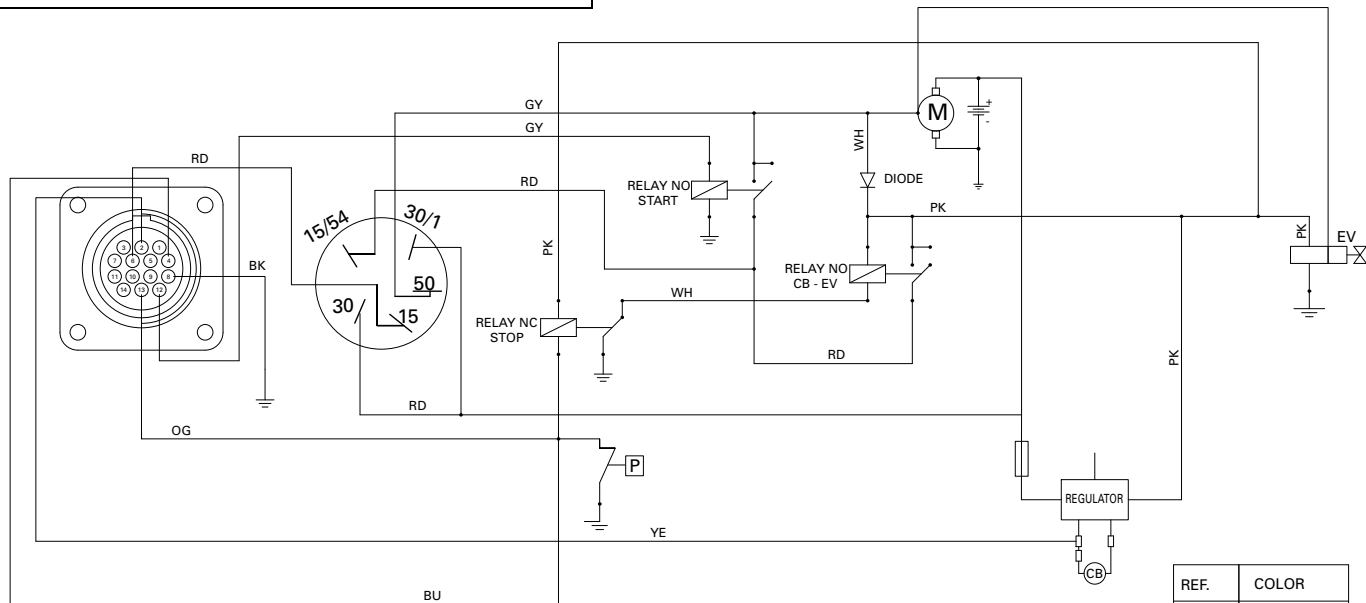 GY
GY
RD
RD
15/54
30/1
50
30
15
BK
3 2 1
7 6 5 4
11 10 9 8
14 13 12
PK
RELAY NO
START
WH
M
+
-
DIODE
PK
PK
EV
RELAY NO
CB - EV
WH
RELAY NC
STOP
RD
PK
RD
OG
P
REGULATOR
YE
CB
BU
REF. COLOR